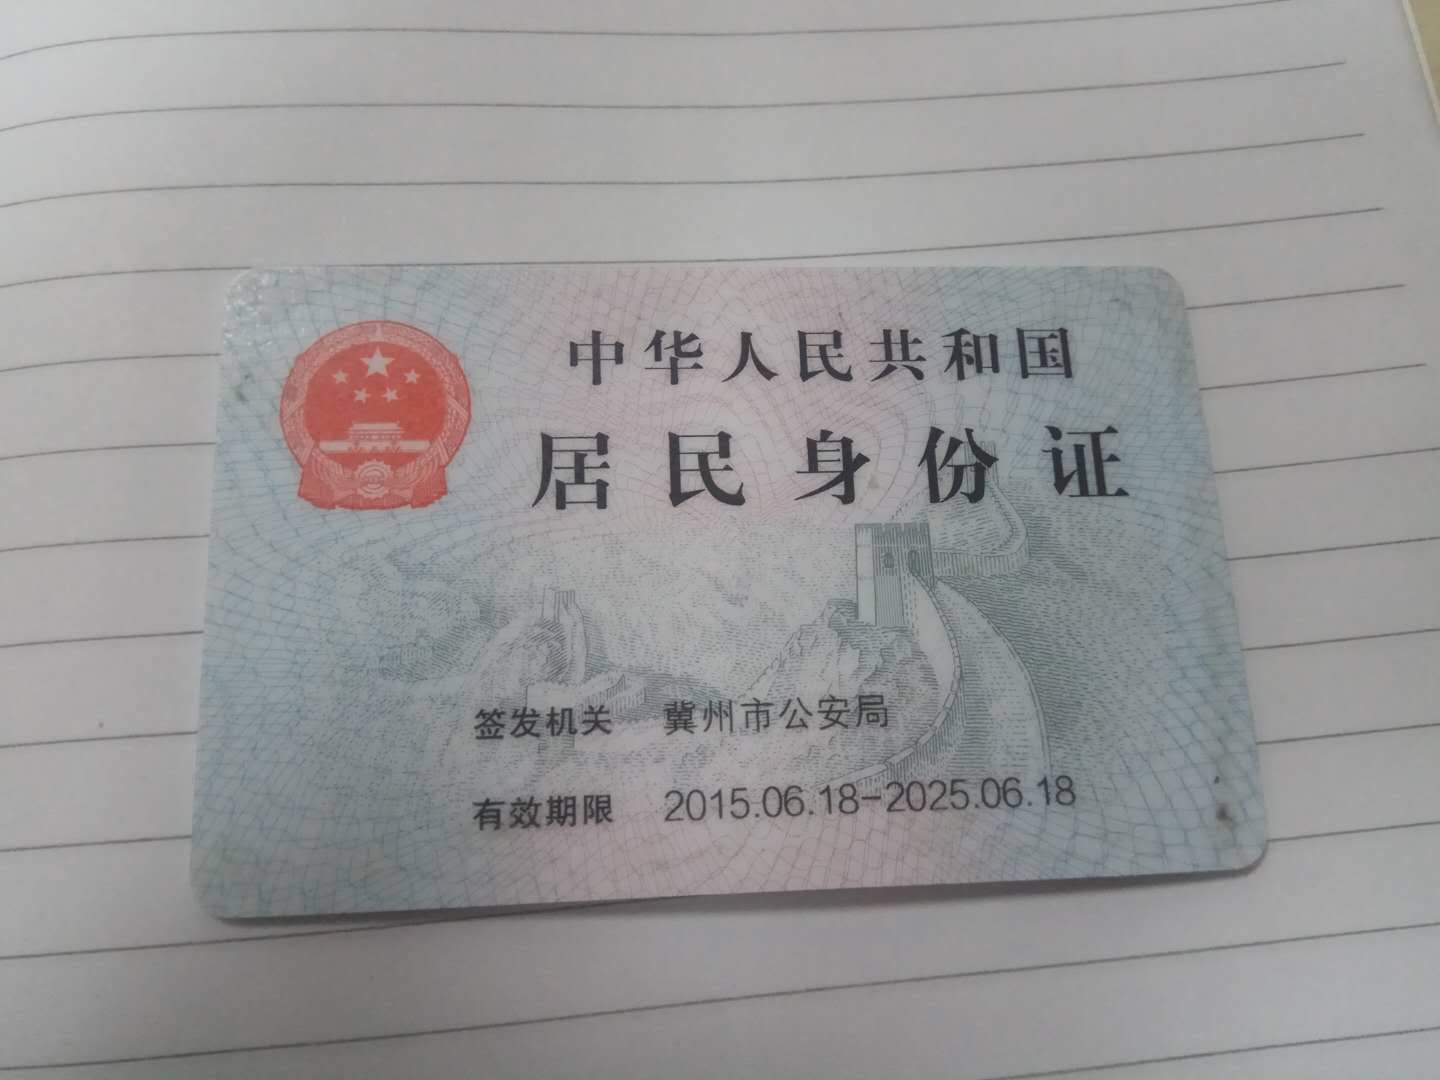 中华人民共和国
居民身份证
签发机关 冀州市公安局
有效期限 2015.06.18-2025.06.18